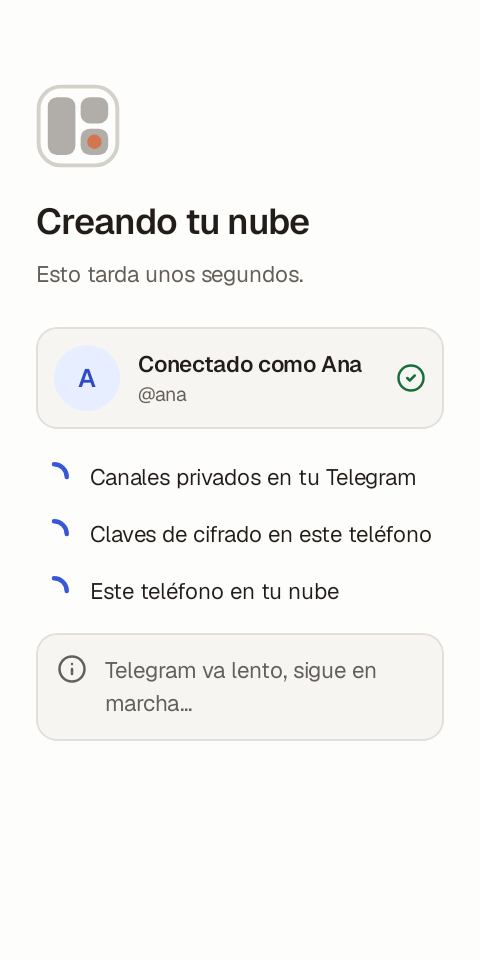 Creando tu nube
Esto tarda unos segundos.
A
Conectado como Ana
@ana
Canales privados en tu Telegram
Claves de cifrado en este teléfono
Este teléfono en tu nube
Telegram va lento, sigue en
marcha...